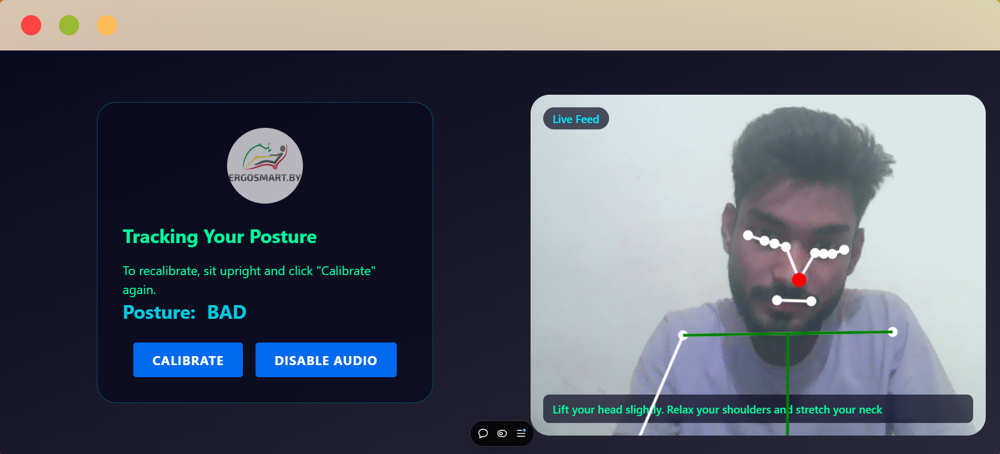 ERGOSMART.BY
Tracking Your Posture
To recalibrate, sit upright and click "Calibrate"
again.
Posture: BAD
CALIBRATE
DISABLE AUDIO
Live Feed
Lift your head slightly. Relax your shoulders and stretch your neck